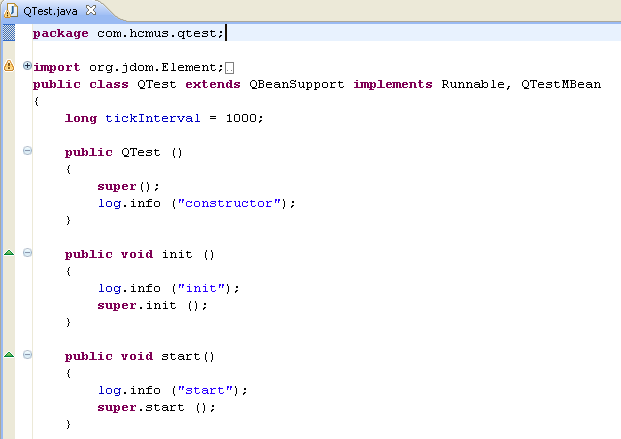 QTest.java
package com.hcmus.qtest;
import org.jdom.Element;
public class QTest extends QBeanSupport implements Runnable, QTestMBean
{
    long tickInterval = 1000;
    public QTest ()
    {
        super();
        log.info ("constructor");
    }
    public void init ()
    {
        log.info ("init");
        super.init ();
    }
    public void start()
    {
        log.info ("start");
        super.start ();
    }